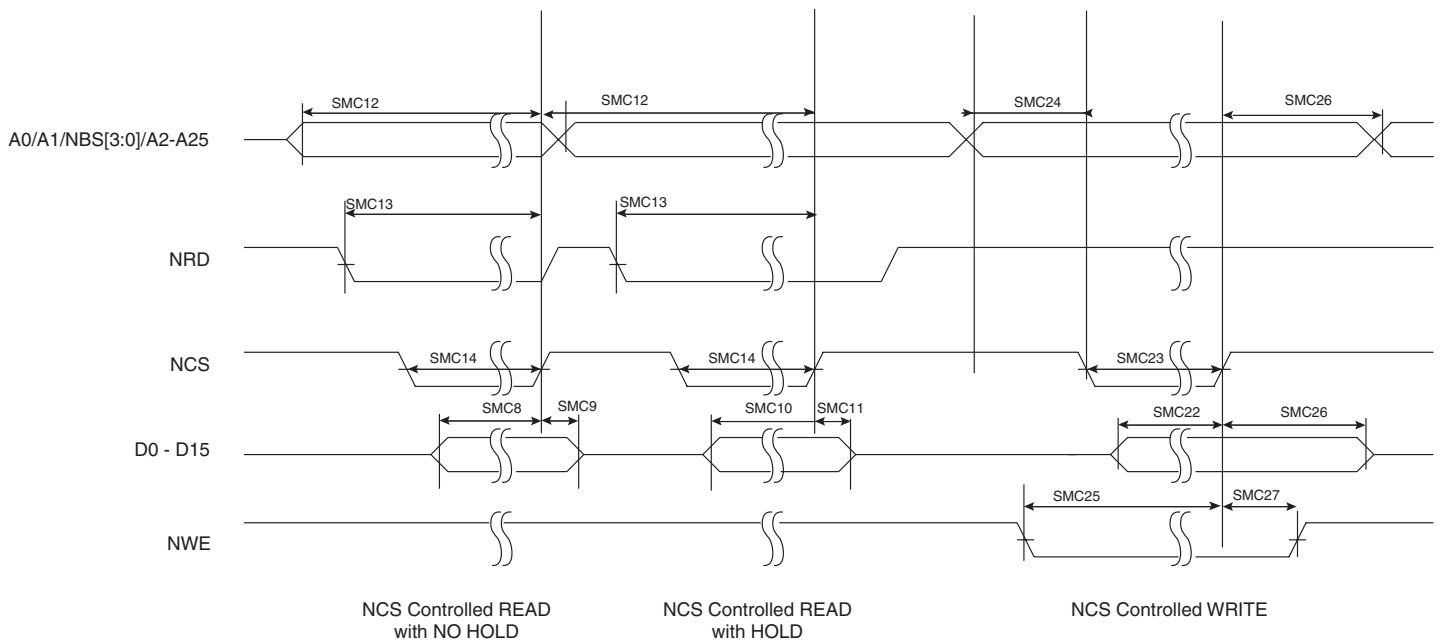 SMC12
SMC12
SMC24
SMC26
A0/A1/NBS[3:0]/A2-A25
SMC13
SMC13
NRD
NCS
SMC14
SMC14
SMC23
SMC8
SMC9
SMC10
SMC11
SMC22
SMC26
D0 - D15
SMC25
SMC27
NWE
NCS Controlled READ
with NO HOLD
NCS Controlled READ
with HOLD
NCS Controlled WRITE